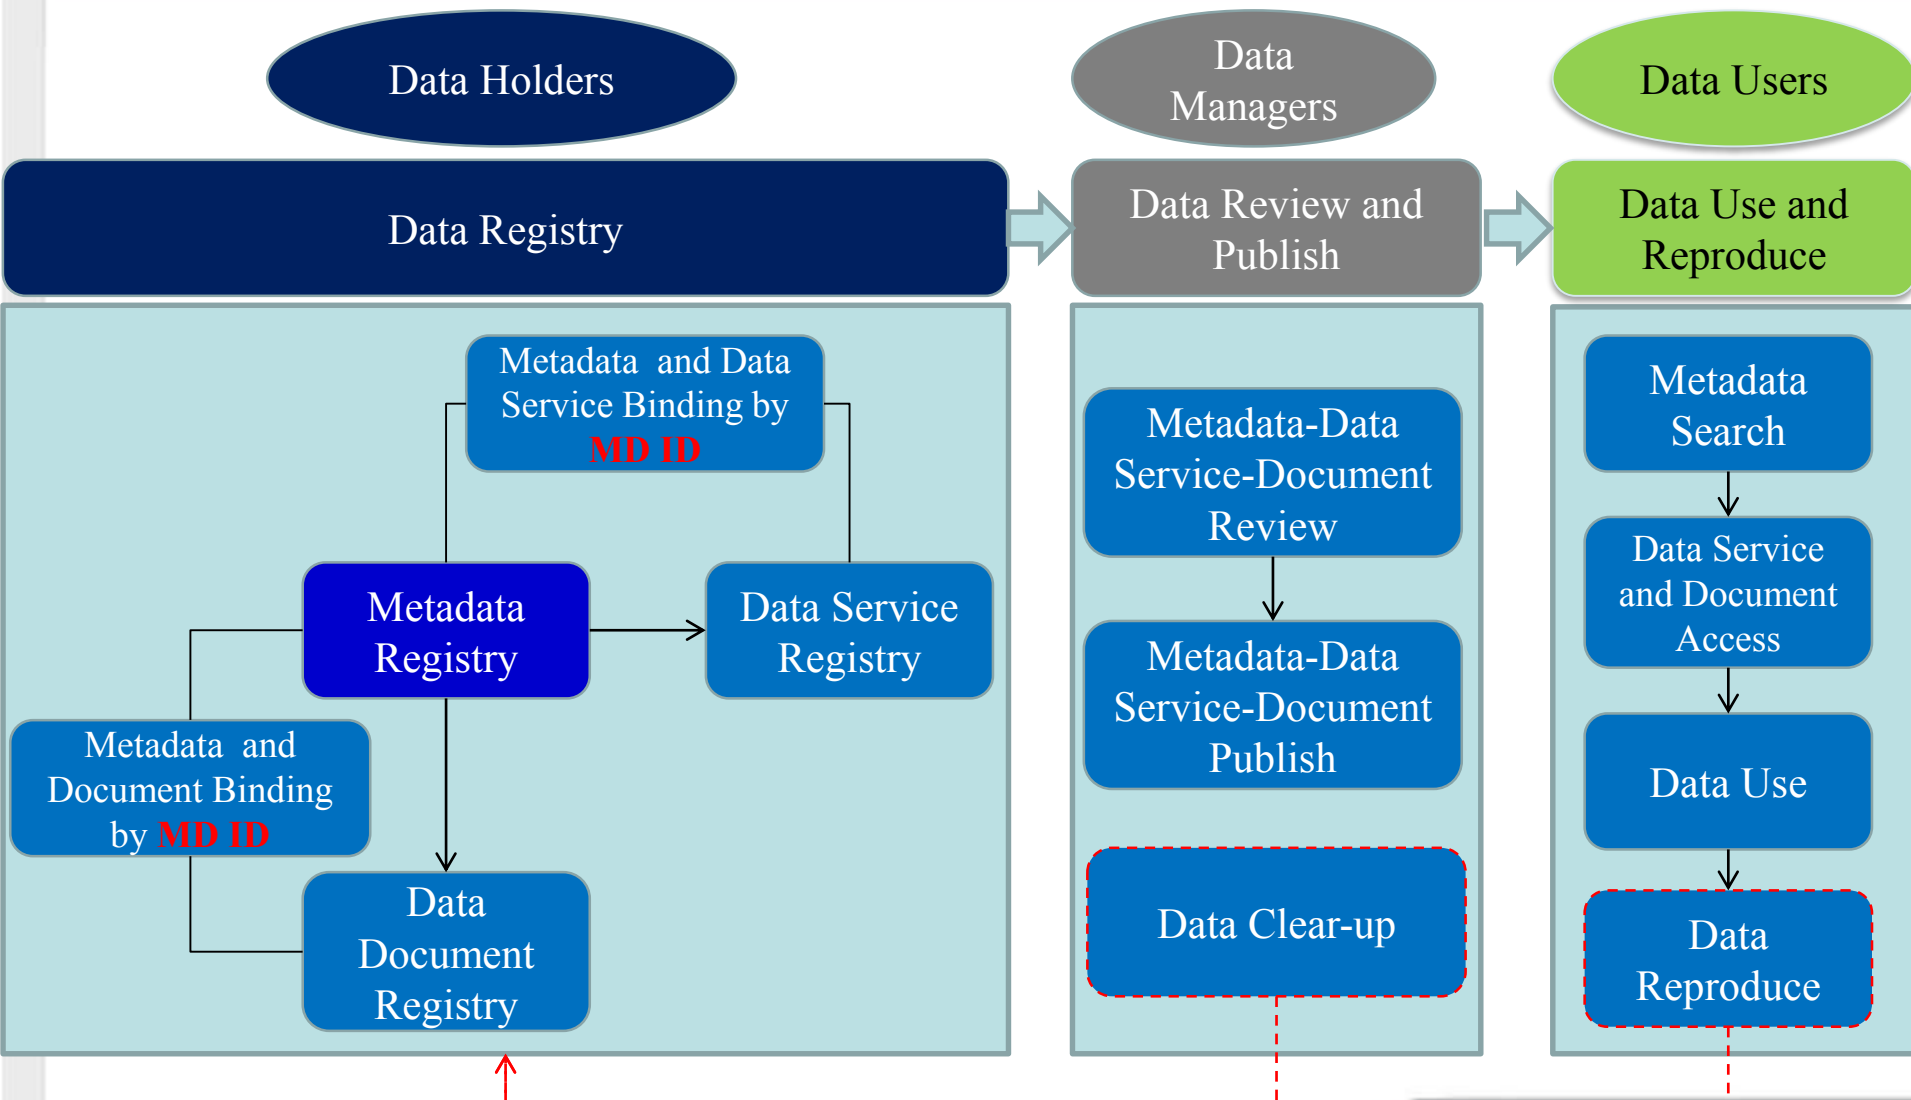 Data Holders
Data
Managers
Data Users
Data Registry
Data Review and
Publish
Data Use and
Reproduce
Metadata and Data
Service Binding by
MD ID
Metadata
Registry
Data Service
Registry
Metadata and
Document Binding
by MD ID
Data
Document
Registry
Metadata-Data
Service-Document
Review
Metadata-Data
Service-Document
Publish
Data Clear-up
Metadata
Search
Data Service
and Document
Access
Data Use
Data
Reproduce